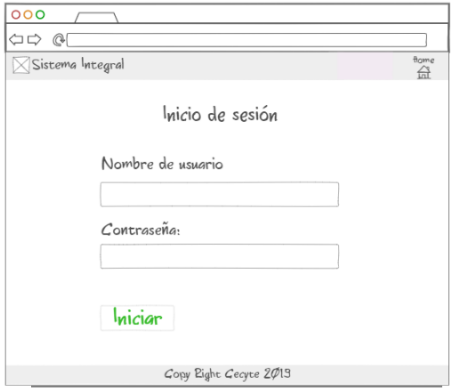 Sistema Integral
Home
Inicio de sesión
Nombre de usuario
Contraseña:
Iniciar
Copy Right Cecyte 2019